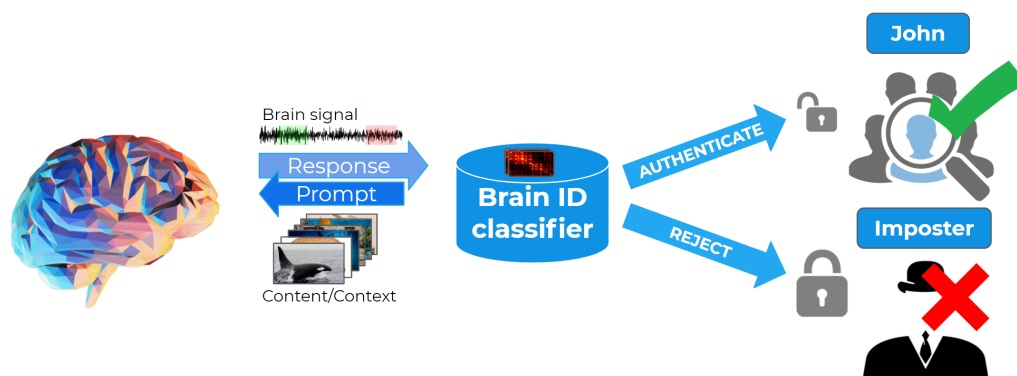 John
Brain signal
Response
Prompt
Content/Context
Brain ID
classifier
AUTHENTICATE
REJECT
Imposter